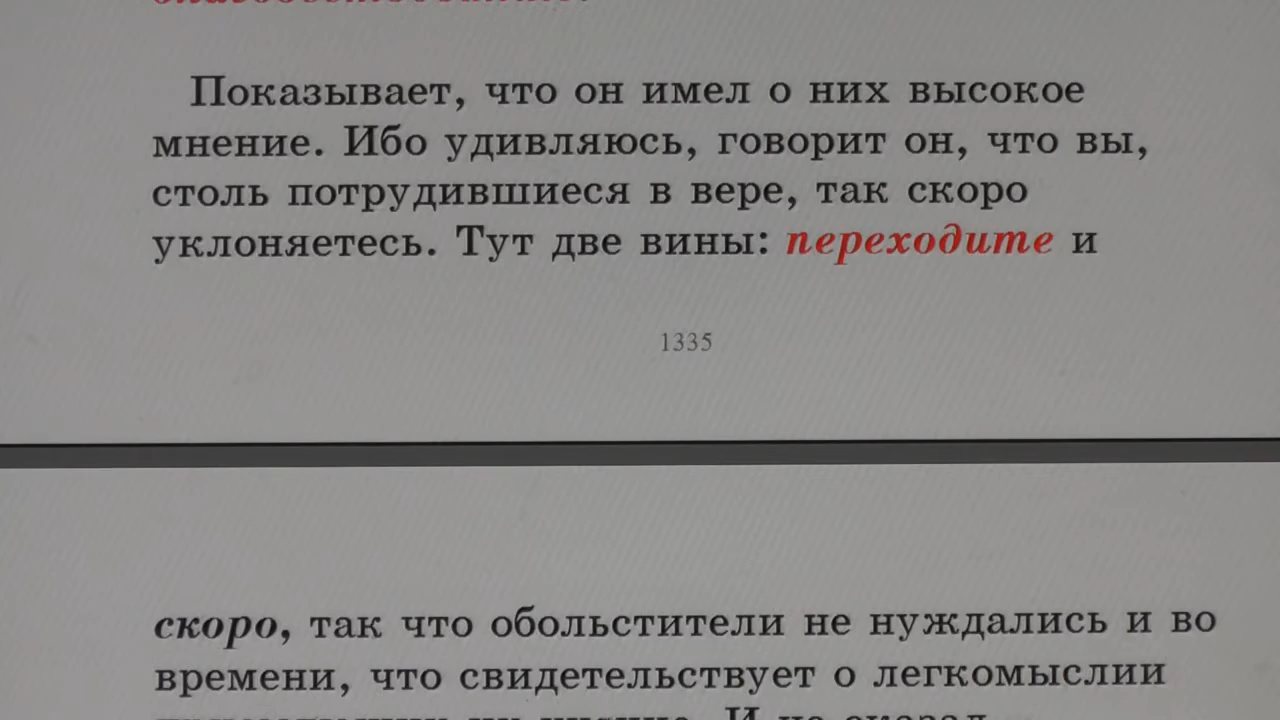 Показывает, что он имел о них высокое
мнение. Ибо удивляюсь, говорит он, что вы,
столь потрудившиеся в вере, так скоро
уклоняетесь. Тут две вины: переходите и
1335
скоро, так что обольстители не нуждались и во
времени, что свидетельствует о легкомыслии